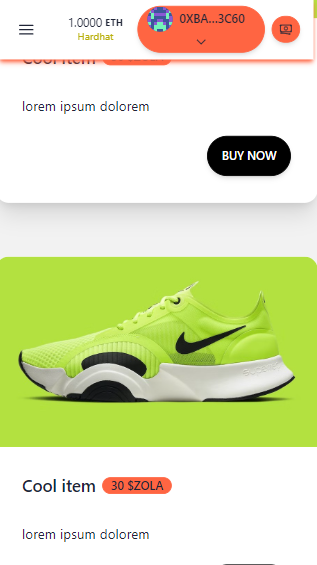 1.0000 ETH
Hardhat
0XBA...3C60
Cool item
lorem ipsum dolorem
BUY NOW
Cool item 30 $ZOLA
lorem ipsum dolorem